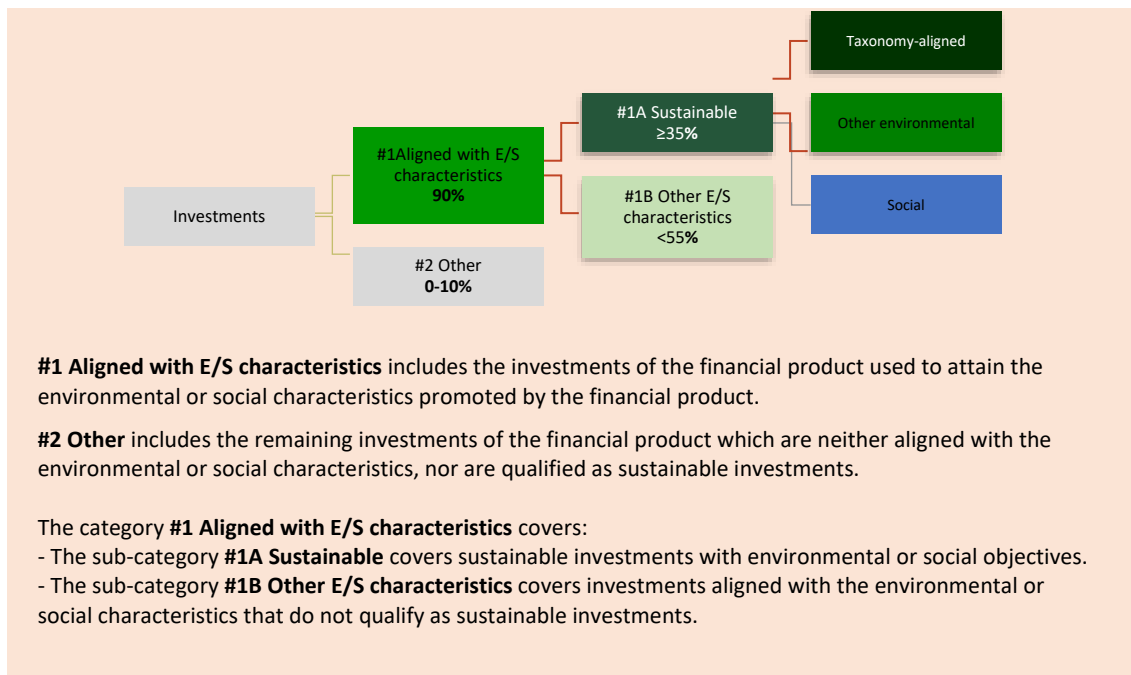 Taxonomy-aligned
#1A Sustainable
≥35%
Other environmental
#1Aligned with E/S
characteristics
90%
#1B Other E/S
characteristics
<55%
Investments
Social
#2 Other
0-10%
#1 Aligned with E/S characteristics includes the investments of the financial product used to attain the
environmental or social characteristics promoted by the financial product.
#2 Other includes the remaining investments of the financial product which are neither aligned with the
environmental or social characteristics, nor are qualified as sustainable investments.
The category #1 Aligned with E/S characteristics covers:
- The sub-category #1A Sustainable covers sustainable investments with environmental or social objectives.
- The sub-category #1B Other E/S characteristics covers investments aligned with the environmental or
social characteristics that do not qualify as sustainable investments.